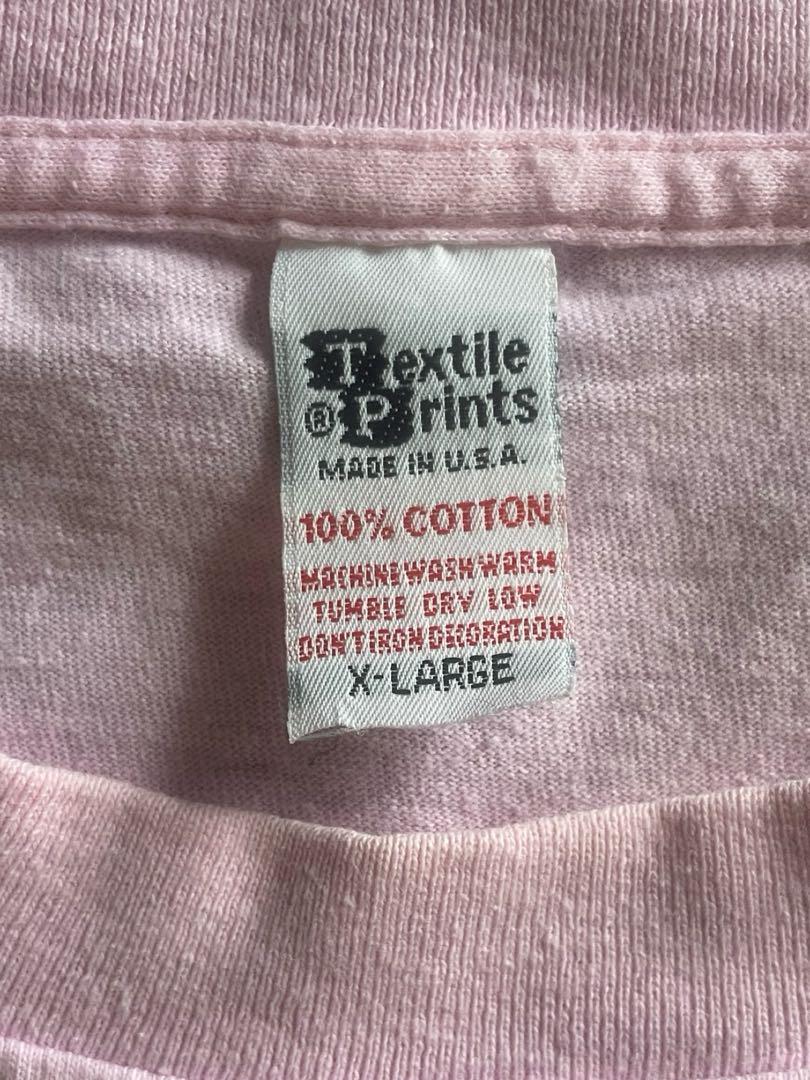 Textile
® Prints
MADE IN U.S.A.
100% COTTON
MACHINE WASH WARM
TUMBLE DRY LOW
DON'T IRON DECORATION
X-LARGE